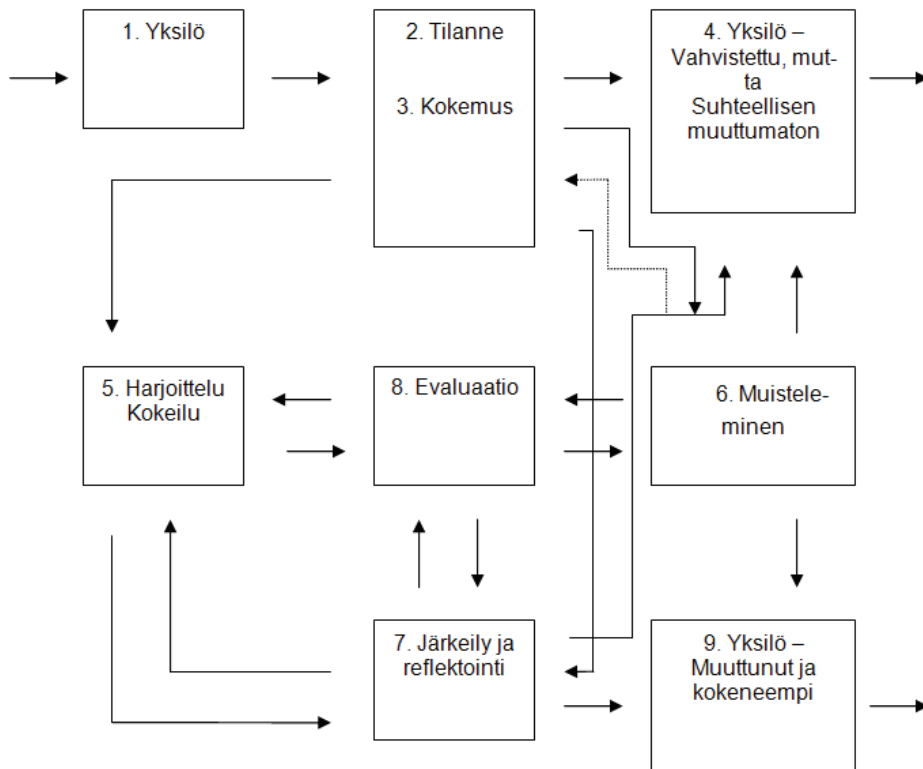 1. Yksilö
2. Tilanne
3. Kokemus
4. Yksilö –
Vahvistettu, mut-
ta
Suhteellisen
muuttumaton
5. Harjoittelu
Kokeilu
8. Evaluaatio
6. Muistele-
minen
7. Järkeily ja
reflektointi
9. Yksilö –
Muuttunut ja
kokeneempi